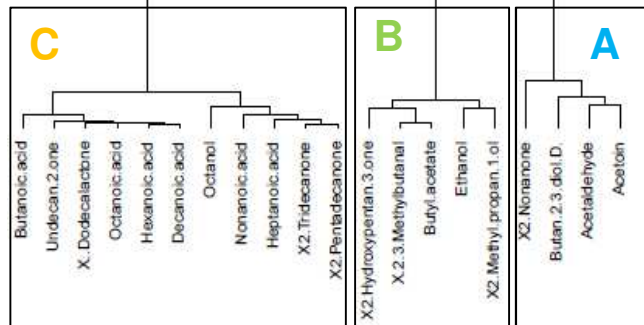 C
B
A
Butanoic.acid
Undecan.2.one
X..Dodecalactone
Octanoic.acid
Hexanoic.acid
Decanoic.acid
Octanol
Nonanoic.acid
Heptanoic.acid
X2.Tridecanone
X2.Pentadecanone
X2.Hydroxypentan.3.one
X.2.3.Methylbutanal
Butyl.acetate
Ethanol
X2.Methyl.propan.1.ol
X2.Nonanone
Butan.2.3.diol.D.
Acetaldehyde
Acetoin